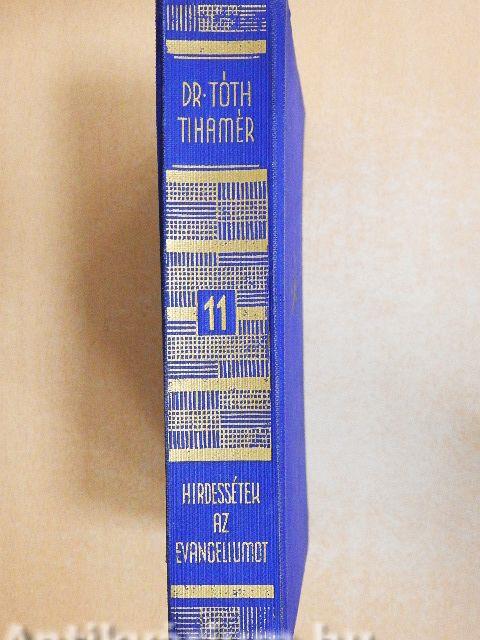 DR · TÓTH
TIHAMÉR
11
HIRDESSÉTEK
AZ
EVANGELIUMOT